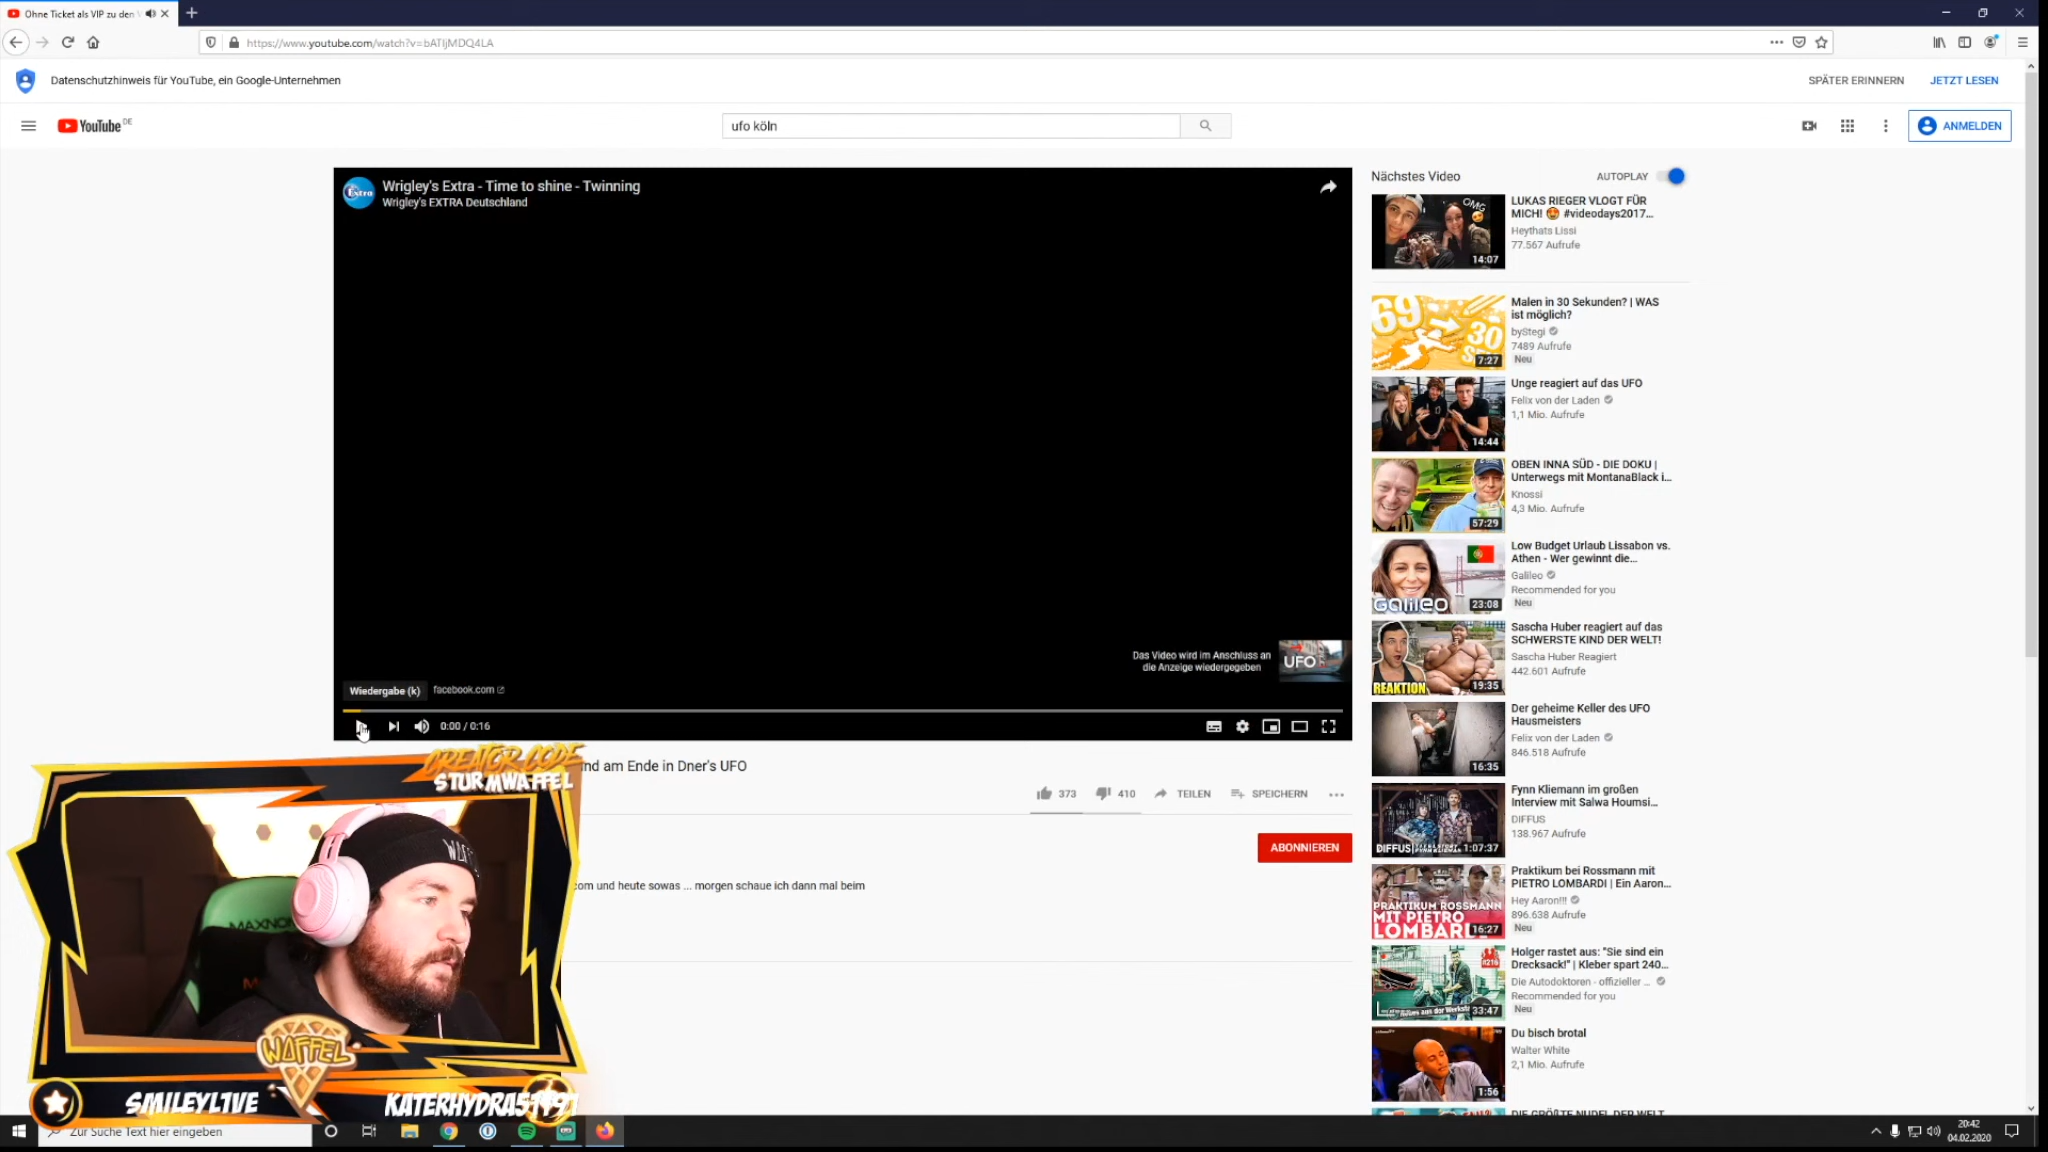 Ohne Ticket als VIP zu den
https://www.youtube.com/watch?v=bATIjMDQ4LA
Datenschutzhinweis für YouTube, ein Google-Unternehmen
SPÄTER ERINNERN
JETZT LESEN
YouTube DE
ufo köln
ANMELDEN
Extra
Wrigley's Extra - Time to shine - Twinning
Wrigley's EXTRA Deutschland
Das Video wird im Anschluss an
die Anzeige wiedergegeben
UFO
Wiedergabe (k)
facebook.com
0:00 / 0:16
nd am Ende in Dner's UFO
373
410
TEILEN
SPEICHERN
ABONNIEREN
com und heute sowas ... morgen schaue ich dann mal beim
Nächstes Video
AUTOPLAY
OMG
14:07
LUKAS RIEGER VLOGT FÜR
MICH! 😍 #videodays2017...
Heythats Lissi
77.567 Aufrufe
69
30
7:27
Malen in 30 Sekunden? | WAS
ist möglich?
byStegi
7489 Aufrufe
Neu
14:44
Unge reagiert auf das UFO
Felix von der Laden
1,1 Mio. Aufrufe
57:29
OBEN INNA SÜD - DIE DOKU |
Unterwegs mit MontanaBlack i...
Knossi
4,3 Mio. Aufrufe
GALILEO
23:08
Low Budget Urlaub Lissabon vs.
Athen - Wer gewinnt die...
Galileo
Recommended for you
Neu
REAKTION
19:35
Sascha Huber reagiert auf das
SCHWERSTE KIND DER WELT!
Sascha Huber Reagiert
442.601 Aufrufe
16:35
Der geheime Keller des UFO
Hausmeisters
Felix von der Laden
846.518 Aufrufe
DIFFUS
1:07:37
Fynn Kliemann im großen
Interview mit Salwa Houmsi...
DIFFUS
138.967 Aufrufe
PRAKTIKUM ROSSMANN
MIT PIETRO
LOMBARDI
16:27
Praktikum bei Rossmann mit
PIETRO LOMBARDI | Ein Aaron...
Hey Aaron!!!
896.638 Aufrufe
Neu
#216
33:47
Holger rastet aus: "Sie sind ein
Drecksack!" | Kleber spart 240...
Die Autodoktoren - offizieller ...
Recommended for you
Neu
1:56
Du bisch brotal
Walter White
2,1 Mio. Aufrufe
DIE GRÖßTE NUDEL DER WELT
CREATOR CODE
STURMWAFFEL
MAXNO
WAFFEL
SMILEYL1VE
KATERHYDRA51191
Zur Suche Text hier eingeben
20:42
04.02.2020